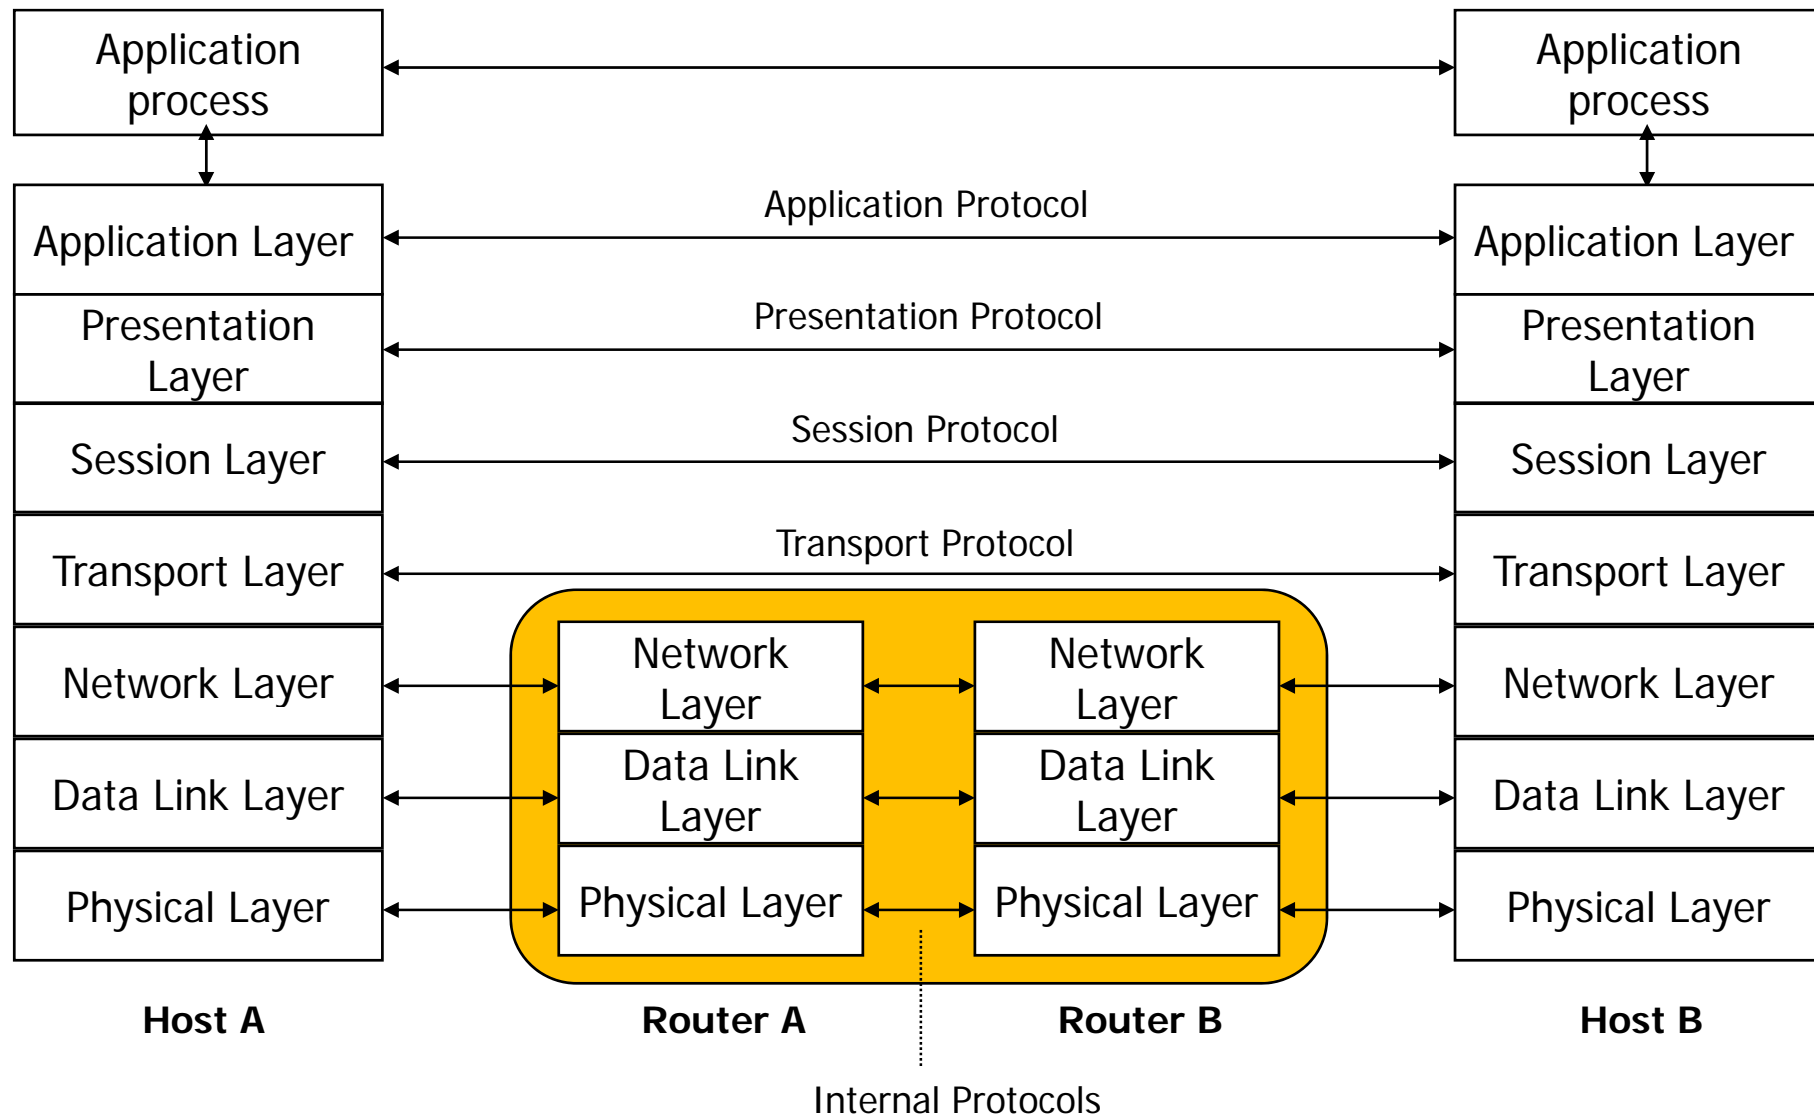 Application
process
Application
process
Application Protocol
Application Layer
Application Layer
Presentation Protocol
Presentation
Layer
Presentation
Layer
Session Protocol
Session Layer
Session Layer
Transport Protocol
Transport Layer
Transport Layer
Network Layer
Network
Layer
Network
Layer
Network Layer
Data Link Layer
Data Link
Layer
Data Link
Layer
Data Link Layer
Physical Layer
Physical Layer
Physical Layer
Physical Layer
Host A
Router A
Router B
Host B
Internal Protocols